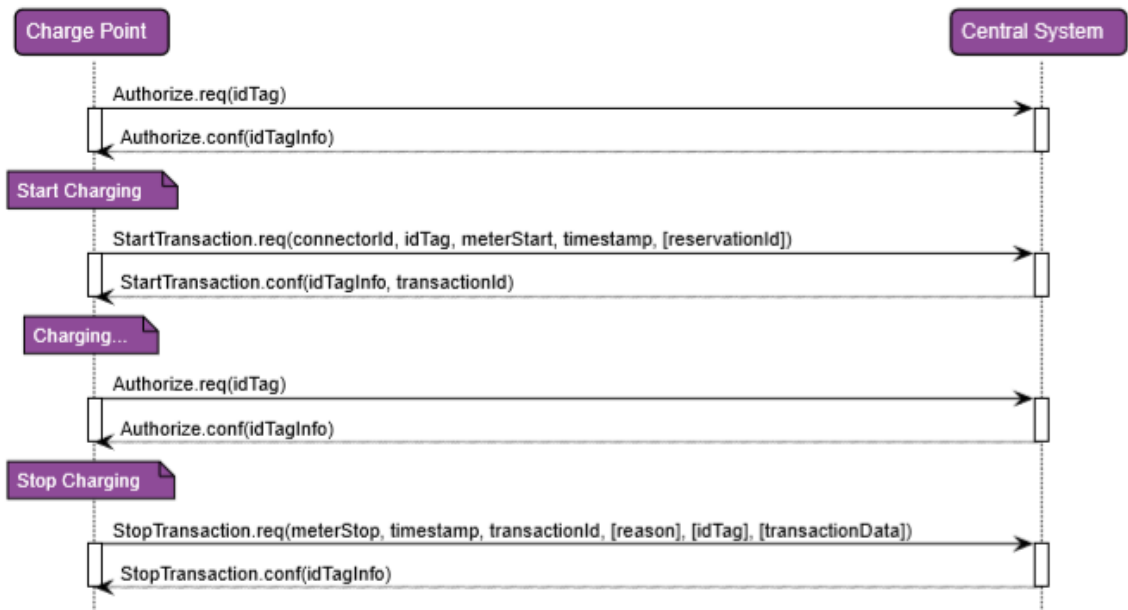 Charge Point
Central System
Authorize.req(idTag)
Authorize.conf(idTagInfo)
Start Charging
StartTransaction.req(connectorId, idTag, meterStart, timestamp, [reservationId])
StartTransaction.conf(idTagInfo, transactionId)
Charging...
Authorize.req(idTag)
Authorize.conf(idTagInfo)
Stop Charging
StopTransaction.req(meterStop, timestamp, transactionId, [reason], [idTag], [transactionData])
StopTransaction.conf(idTagInfo)